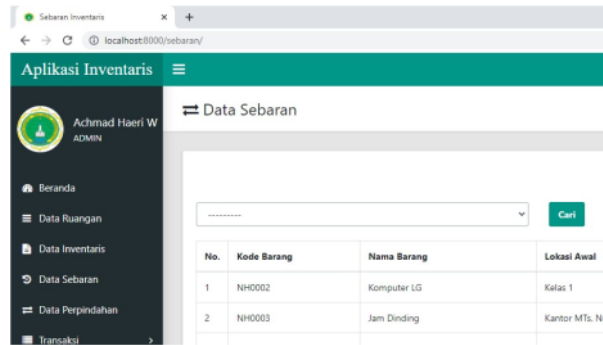 Sebaran Inventaris
localhost:8000/sebaran/
Aplikasi Inventaris
Achmad Haeri W
ADMIN
Beranda
Data Ruangan
Data Inventaris
Data Sebaran
Data Perpindahan
Transaksi
Data Sebaran
---------
Cari
No. Kode Barang Nama Barang Lokasi Awal
1 NH0002 Komputer LG Kelas 1
2 NH0003 Jam Dinding Kantor MTs.